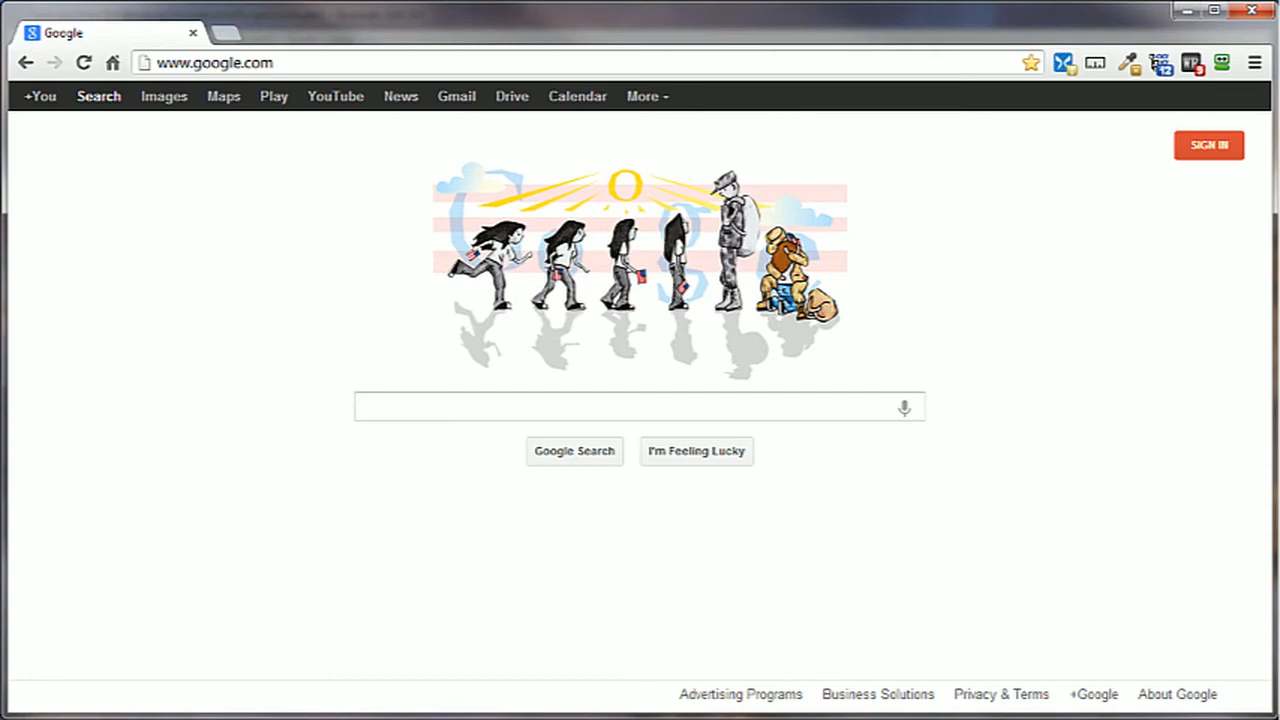 Google
www.google.com
+You Search Images Maps Play YouTube News Gmail Drive Calendar More
SIGN IN
Google
Google Search I'm Feeling Lucky
Advertising Programs Business Solutions Privacy & Terms +Google About Google